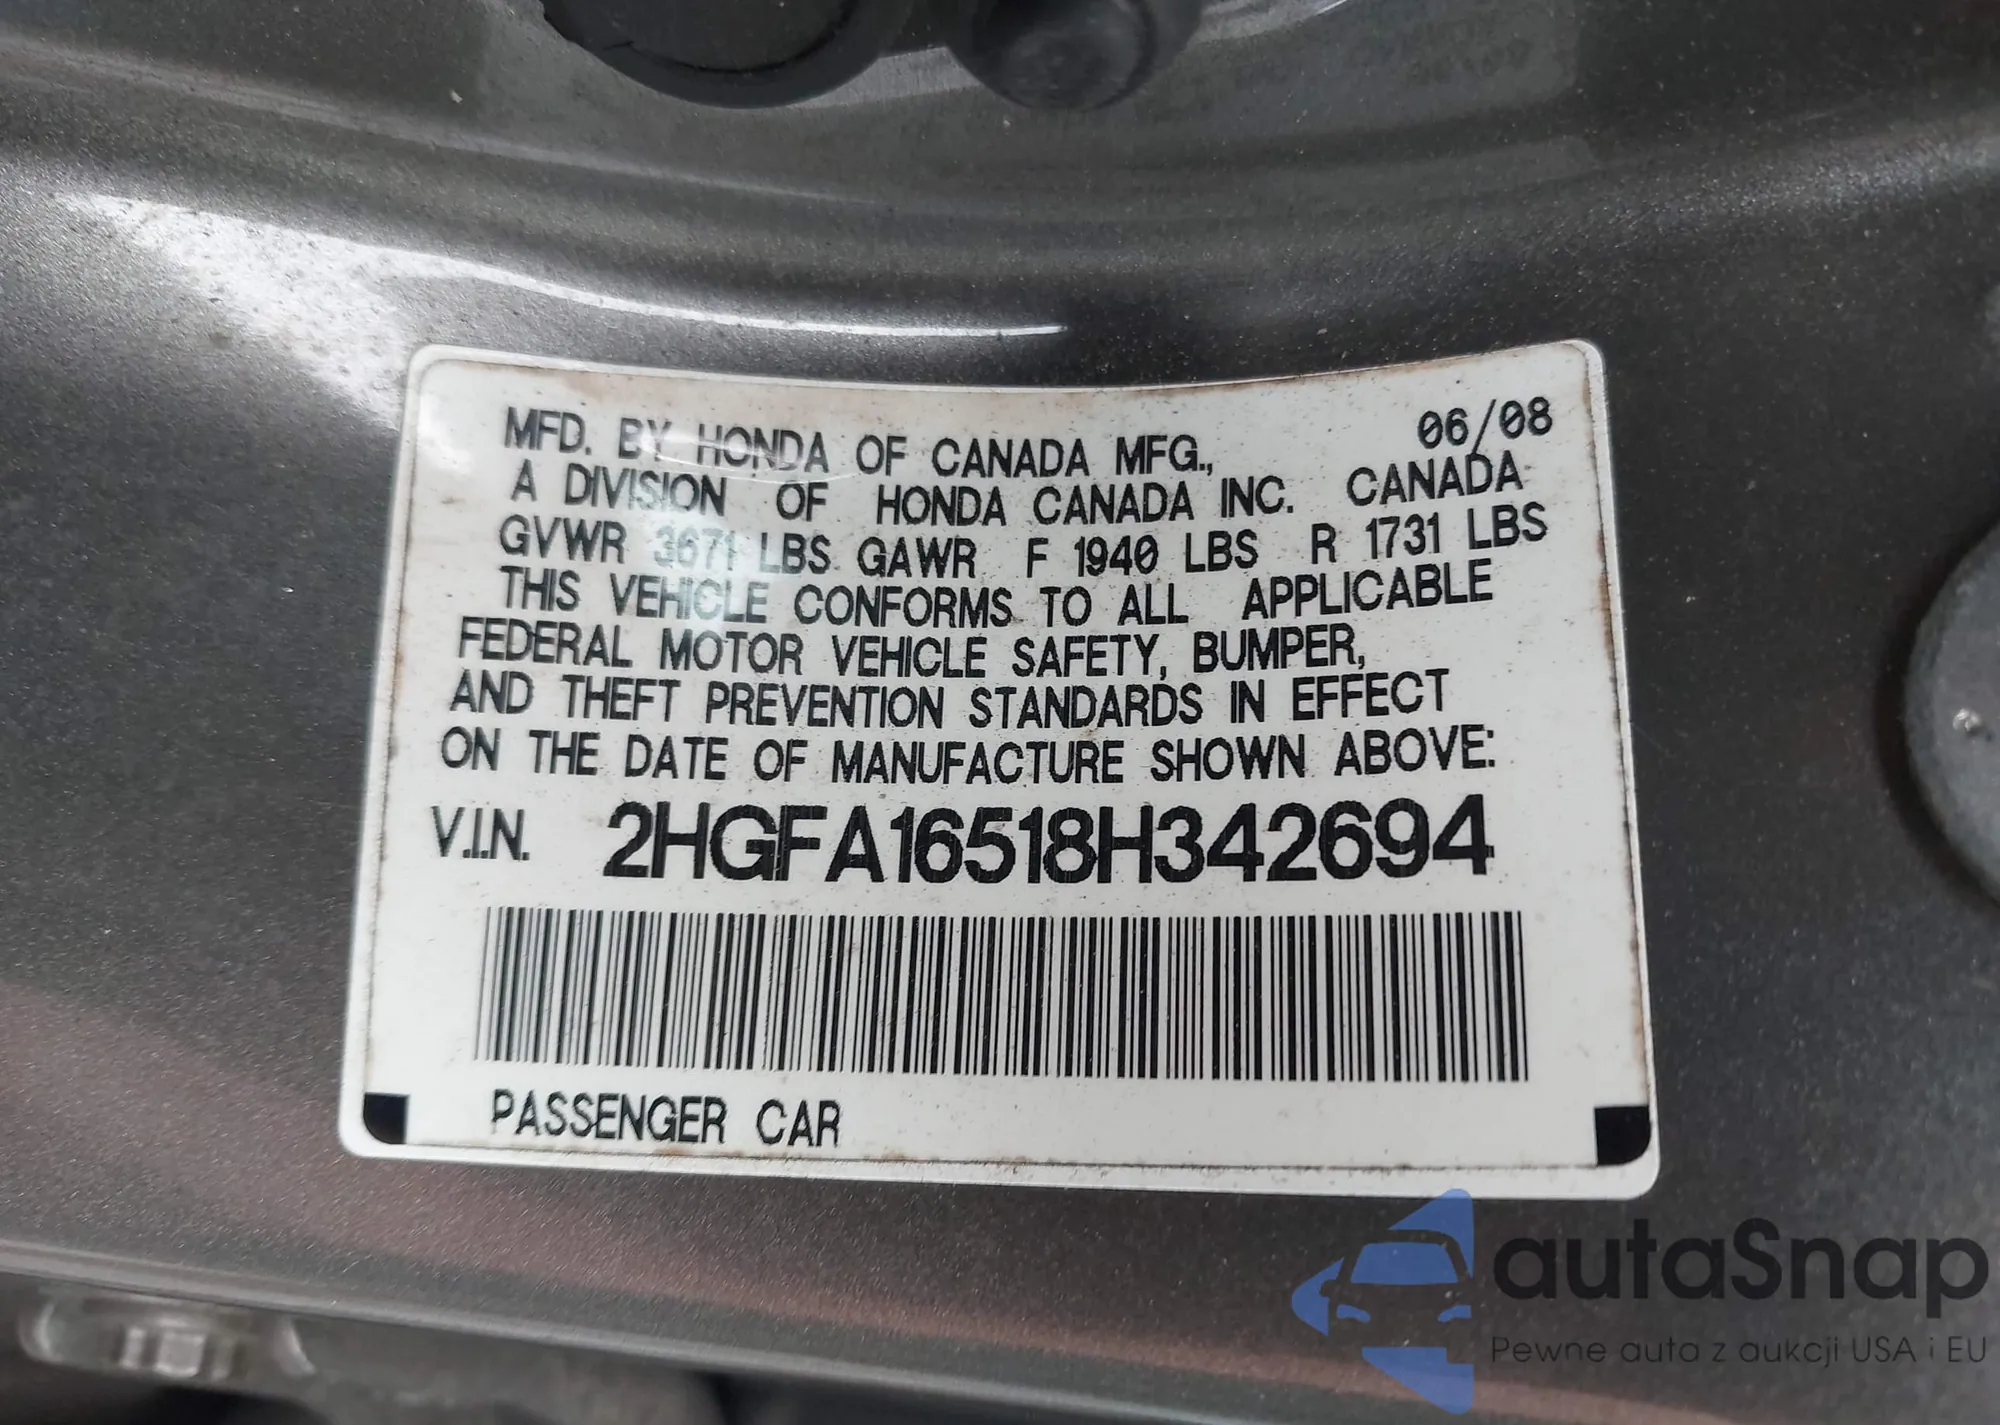 MFD. BY HONDA OF CANADA MFG., 06/08
A DIVISION OF HONDA CANADA INC. CANADA
GVWR 3671 LBS GAWR F 1940 LBS R 1731 LBS
THIS VEHICLE CONFORMS TO ALL APPLICABLE
FEDERAL MOTOR VEHICLE SAFETY, BUMPER,
AND THEFT PREVENTION STANDARDS IN EFFECT
ON THE DATE OF MANUFACTURE SHOWN ABOVE:
V.I.N. 2HGFA16518H342694
PASSENGER CAR
autaSnap
Pewne auta z aukcji USA i EU